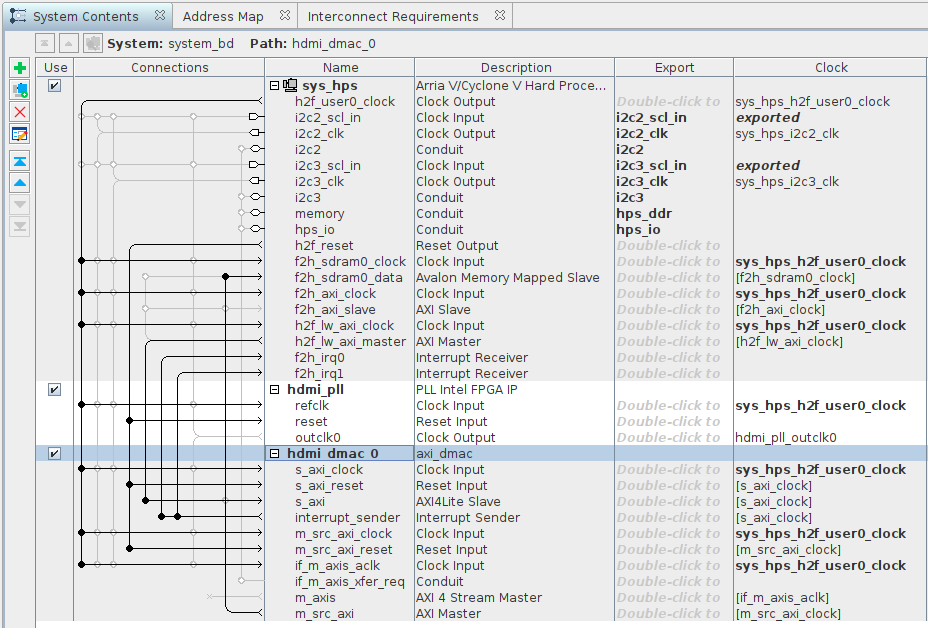 System Contents Address Map Interconnect Requirements
System: system_bd Path: hdmi_dmac_0
Use Connections Name Description Export Clock
sys_hps Arria V/Cyclone V Hard Proce...
h2f_user0_clock Clock Output Double-click to sys_hps_h2f_user0_clock
i2c2_scl_in Clock Input i2c2_scl_in exported
i2c2_clk Clock Output i2c2_clk sys_hps_i2c2_clk
i2c2 Conduit i2c2
i2c3_scl_in Clock Input i2c3_scl_in exported
i2c3_clk Clock Output i2c3_clk sys_hps_i2c3_clk
i2c3 Conduit i2c3
memory Conduit hps_ddr
hps_io Conduit hps_io
h2f_reset Reset Output Double-click to
f2h_sdram0_clock Clock Input Double-click to sys_hps_h2f_user0_clock
f2h_sdram0_data Avalon Memory Mapped Slave Double-click to [f2h_sdram0_clock]
f2h_axi_clock Clock Input Double-click to sys_hps_h2f_user0_clock
f2h_axi_slave AXI Slave Double-click to [f2h_axi_clock]
h2f_lw_axi_clock Clock Input Double-click to sys_hps_h2f_user0_clock
h2f_lw_axi_master AXI Master Double-click to [h2f_lw_axi_clock]
f2h_irq0 Interrupt Receiver Double-click to
f2h_irq1 Interrupt Receiver Double-click to
hdmi_pll PLL Intel FPGA IP
refclk Clock Input Double-click to sys_hps_h2f_user0_clock
reset Reset Input Double-click to
outclk0 Clock Output Double-click to hdmi_pll_outclk0
hdmi_dmac_0 axi_dmac
s_axi_clock Clock Input Double-click to sys_hps_h2f_user0_clock
s_axi_reset Reset Input Double-click to [s_axi_clock]
s_axi AXI4Lite Slave Double-click to [s_axi_clock]
interrupt_sender Interrupt Sender Double-click to [s_axi_clock]
m_src_axi_clock Clock Input Double-click to sys_hps_h2f_user0_clock
m_src_axi_reset Reset Input Double-click to [m_src_axi_clock]
if_m_axis_aclk Clock Input Double-click to sys_hps_h2f_user0_clock
if_m_axis_xfer_req Conduit Double-click to
m_axis AXI 4 Stream Master Double-click to [if_m_axis_aclk]
m_src_axi AXI Master Double-click to [m_src_axi_clock]